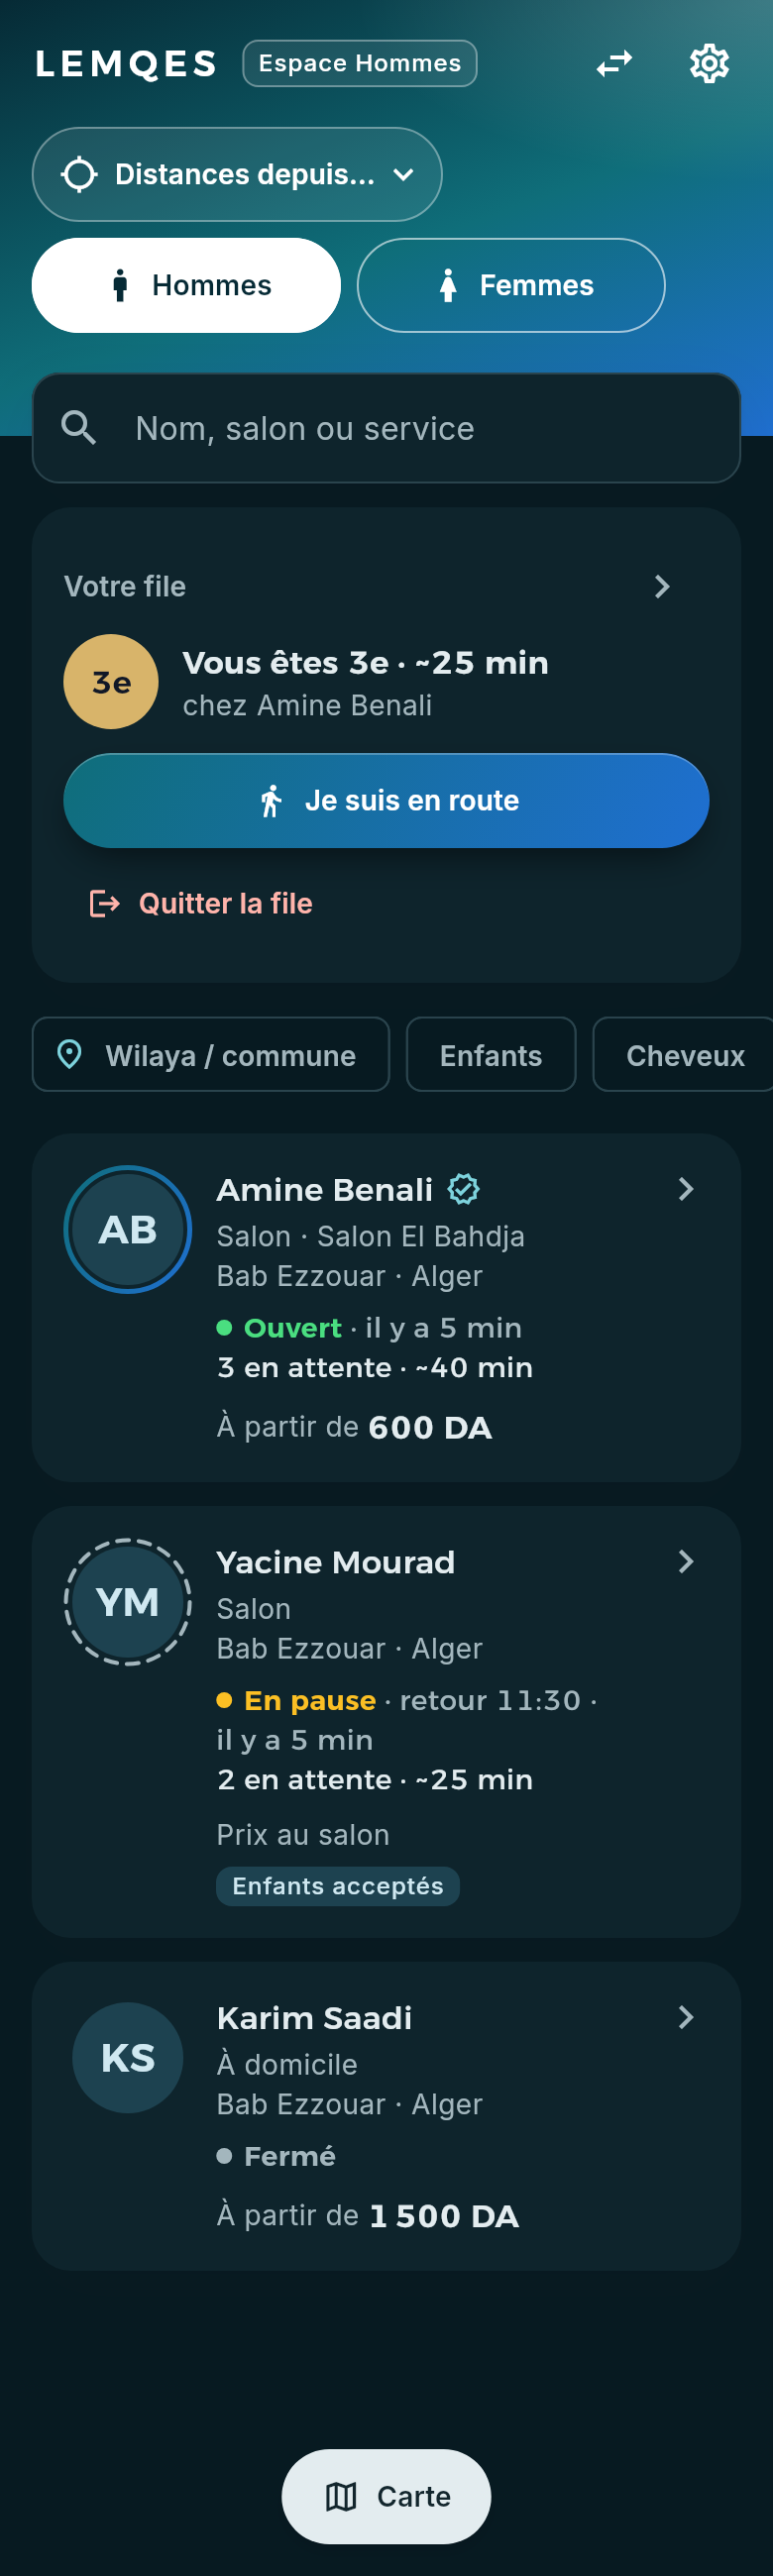 LEMQES
Espace Hommes
Distances depuis...
Hommes
Femmes
Nom, salon ou service
Votre file
3e
Vous êtes 3e · ~25 min
chez Amine Benali
Je suis en route
Quitter la file
Wilaya / commune
Enfants
Cheveux
AB
Amine Benali
Salon · Salon El Bahdja
Bab Ezzouar · Alger
Ouvert · il y a 5 min
3 en attente · ~40 min
À partir de 600 DA
YM
Yacine Mourad
Salon
Bab Ezzouar · Alger
En pause · retour 11:30 ·
il y a 5 min
2 en attente · ~25 min
Prix au salon
Enfants acceptés
KS
Karim Saadi
À domicile
Bab Ezzouar · Alger
Fermé
À partir de 1 500 DA
Carte